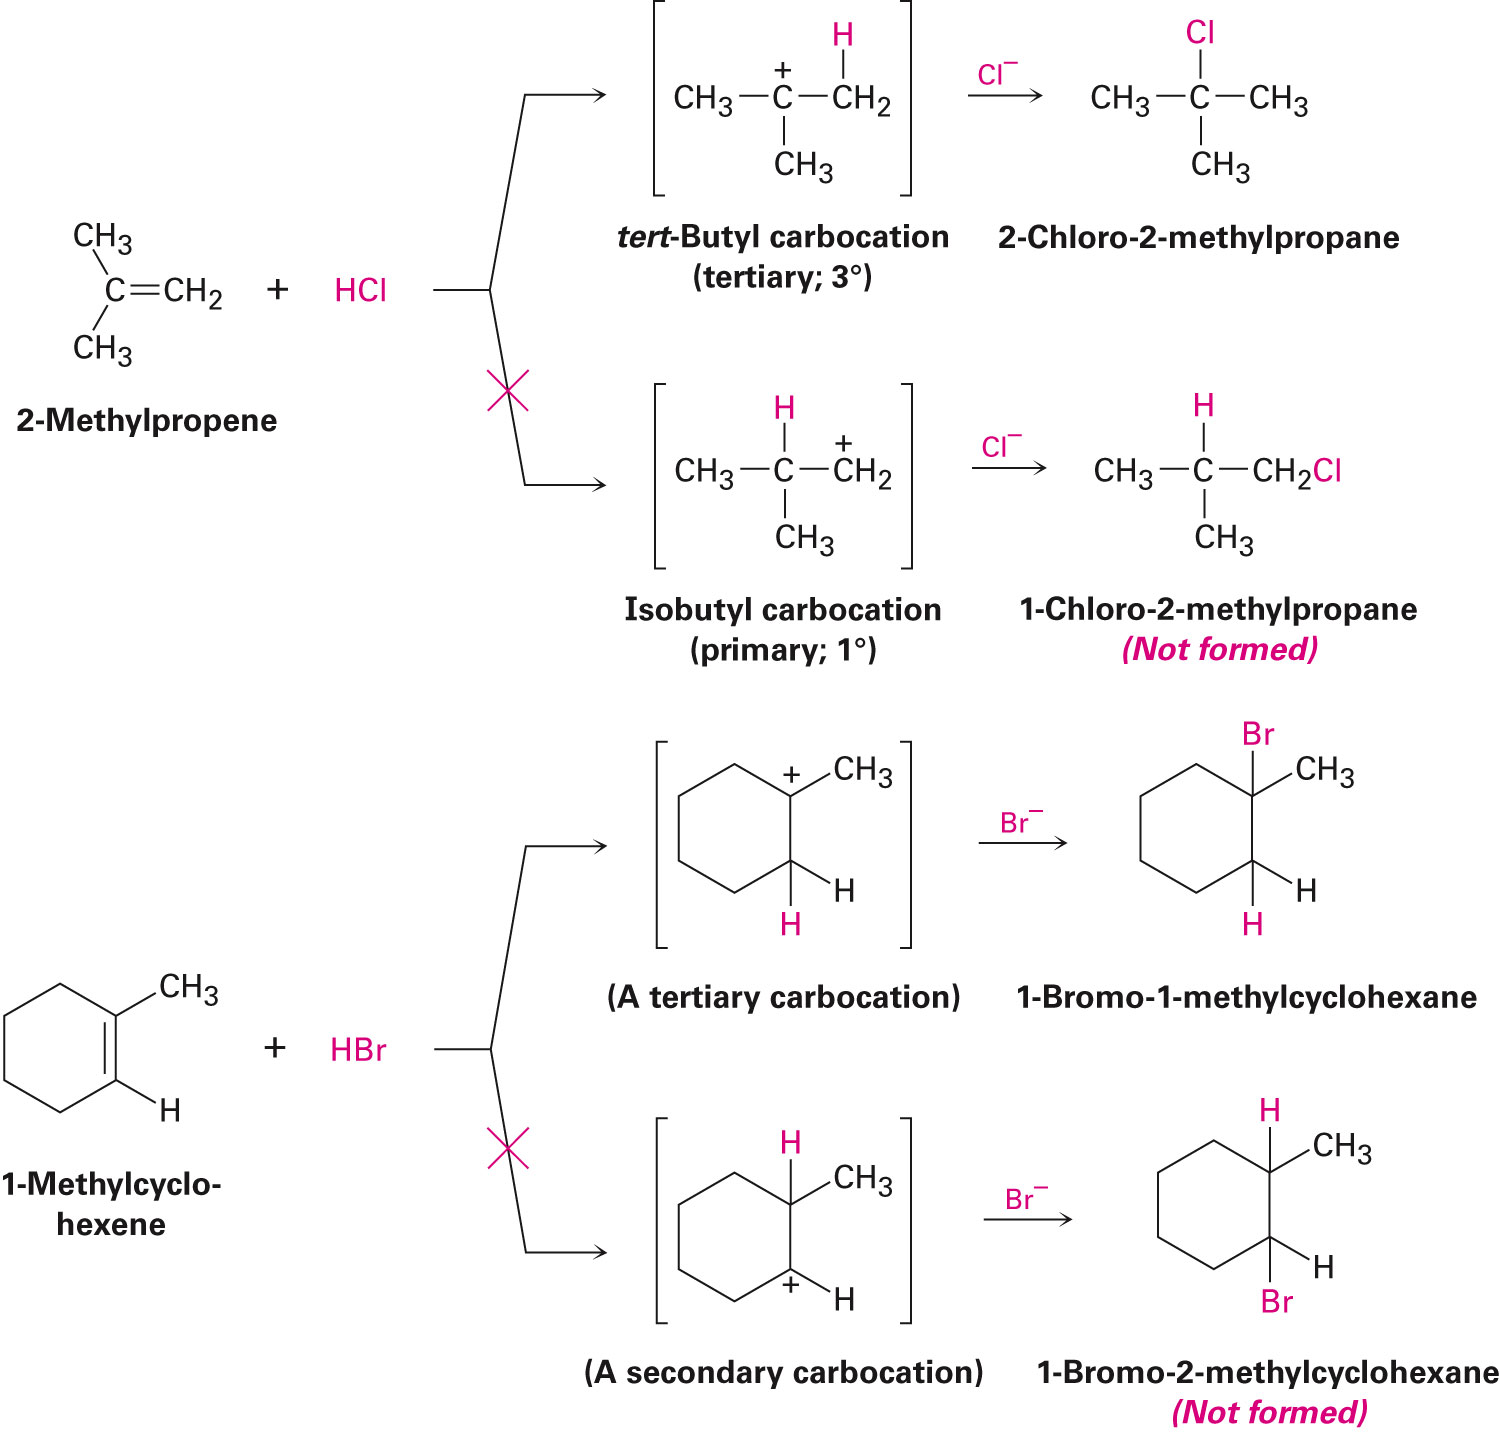 H
CH3—C+—CH2
CH3
Cl−
Cl
CH3—C—CH3
CH3
tert-Butyl carbocation
(tertiary; 3°)
2-Chloro-2-methylpropane
CH3
C=CH2
CH3
+
HCl
2-Methylpropene
H
CH3—C—CH2+
CH3
Cl−
H
CH3—C—CH2Cl
CH3
Isobutyl carbocation
(primary; 1°)
1-Chloro-2-methylpropane
(Not formed)
+
CH3
H
H
Br−
Br
CH3
H
H
(A tertiary carbocation)
1-Bromo-1-methylcyclohexane
CH3
H
+
HBr
1-Methylcyclo-
hexene
H
CH3
+
H
Br−
H
CH3
H
Br
(A secondary carbocation)
1-Bromo-2-methylcyclohexane
(Not formed)